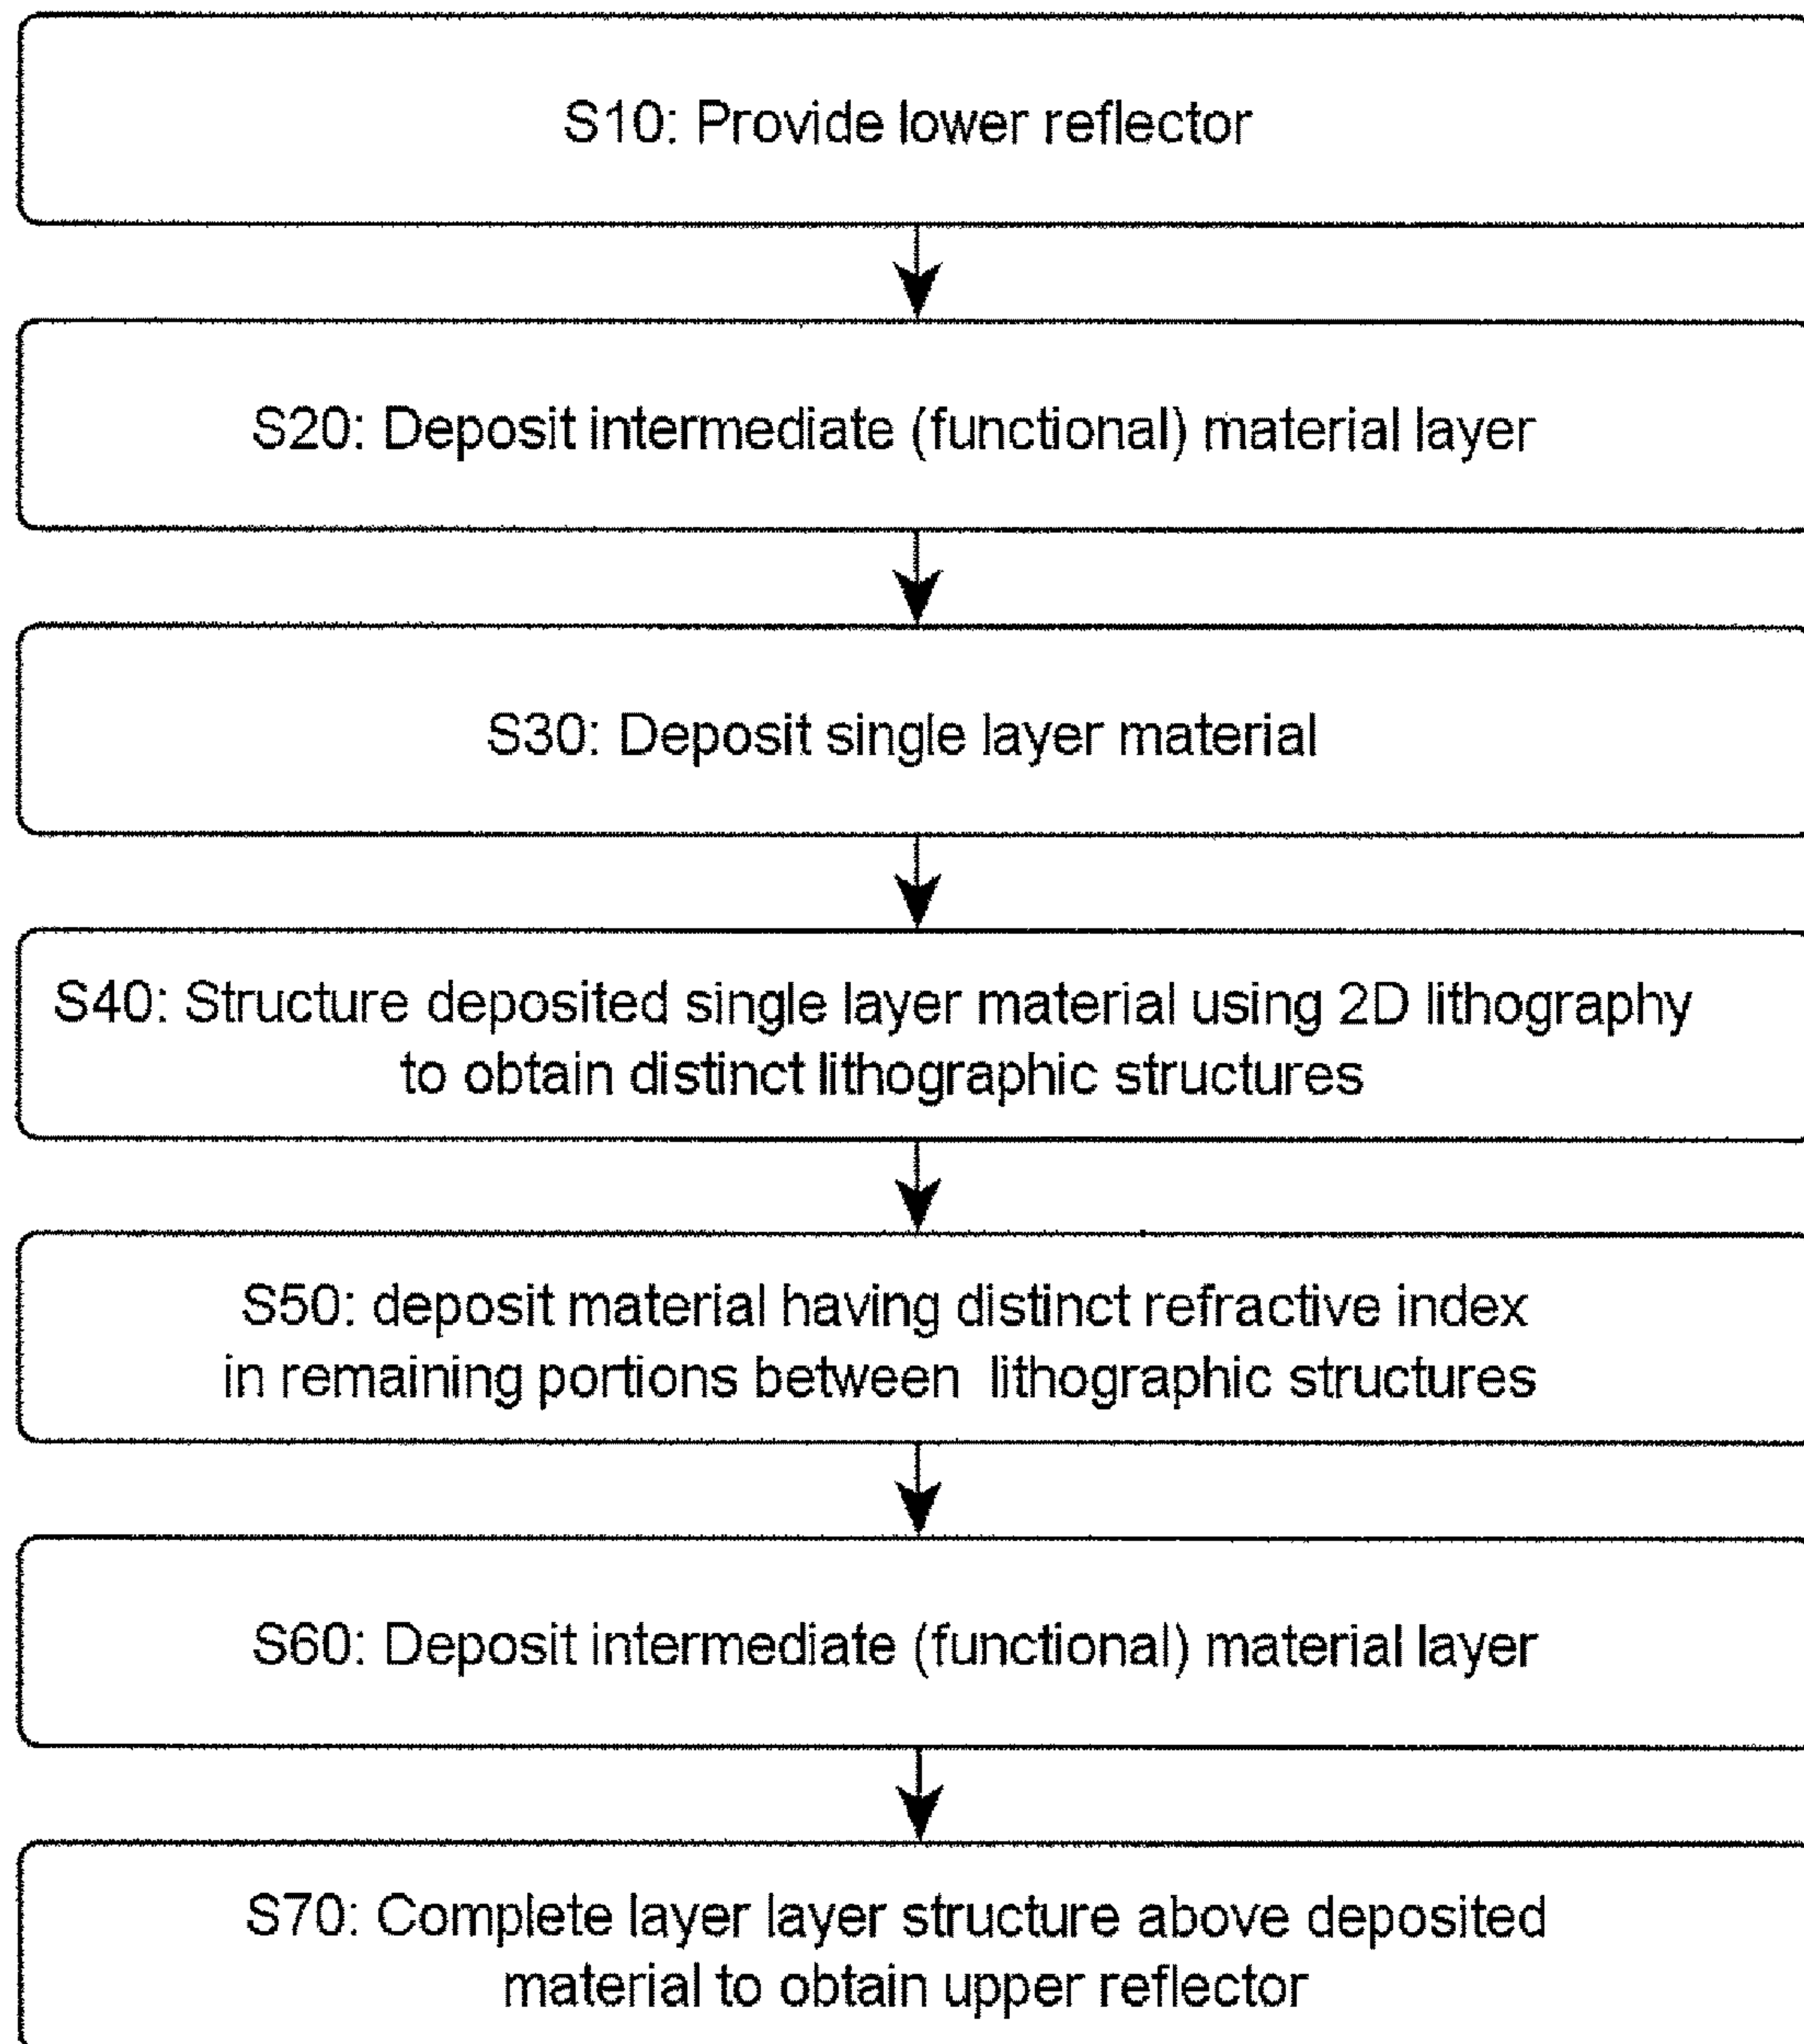 S10: Provide lower reflector
S20: Deposit intermediate (functional) material layer
S30: Deposit single layer material
S40: Structure deposited single layer material using 2D lithography
to obtain distinct lithographic structures
S50: deposit material having distinct refractive index
in remaining portions between lithographic structures
S60: Deposit intermediate (functional) material layer
S70: Complete layer layer structure above deposited
material to obtain upper reflector